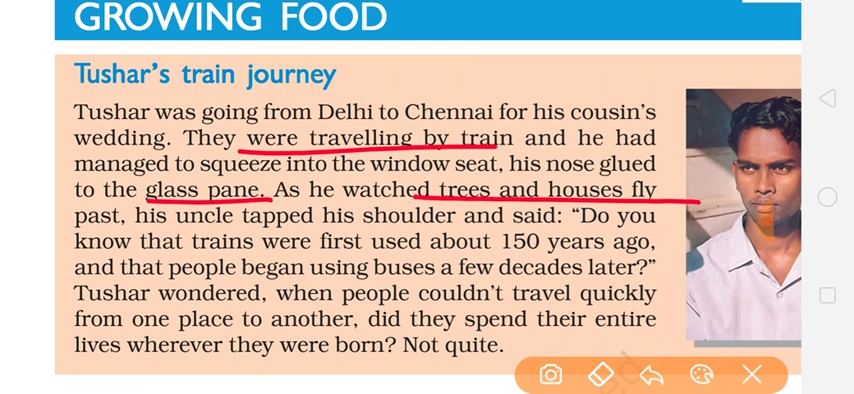 GROWING FOOD
Tushar's train journey
Tushar was going from Delhi to Chennai for his cousin's
wedding. They were travelling by train and he had
managed to squeeze into the window seat, his nose glued
to the glass pane. As he watched trees and houses fly
past, his uncle tapped his shoulder and said: “Do you
know that trains were first used about 150 years ago,
and that people began using buses a few decades later?”
Tushar wondered, when people couldn't travel quickly
from one place to another, did they spend their entire
lives wherever they were born? Not quite.